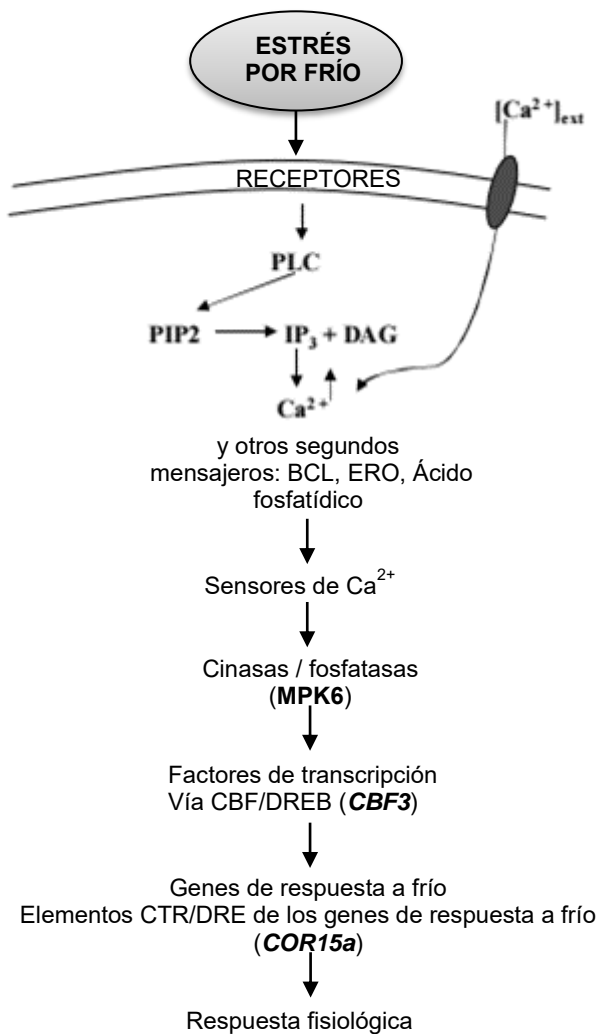 ESTRÉS
POR FRÍO
[Ca²⁺]ext
RECEPTORES
PLC
PIP2 IP₃ + DAG
Ca²⁺
y otros segundos
mensajeros: BCL, ERO, Ácido
fosfatídico
Sensores de Ca²⁺
Cinasas / fosfatasas
(MPK6)
Factores de transcripción
Vía CBF/DREB (CBF3)
Genes de respuesta a frío
Elementos CTR/DRE de los genes de respuesta a frío
(COR15a)
Respuesta fisiológica